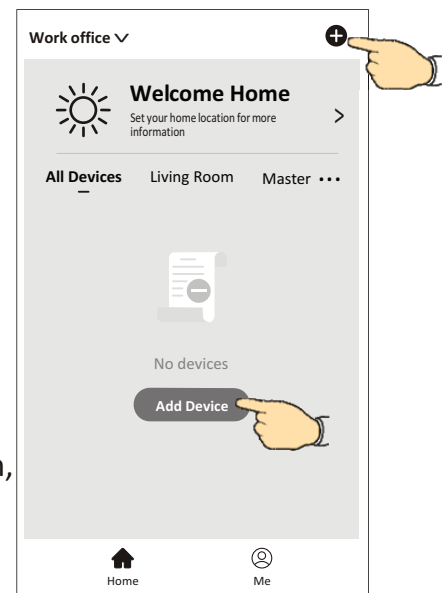 Work office
Welcome Home
Set your home location for more
information
All Devices Living Room Master
No devices
Add Device
Home Me